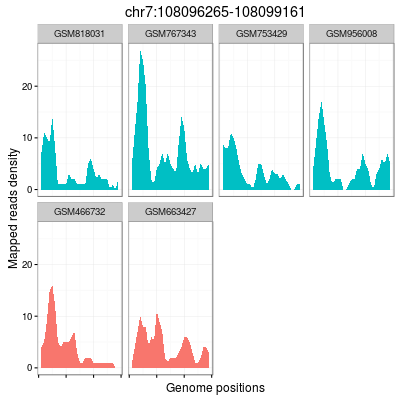 chr7:108096265-108099161
GSM818031 GSM767343 GSM753429 GSM956008
20
10
0
GSM466732 GSM663427
20
10
0
Mapped reads density
Genome positions